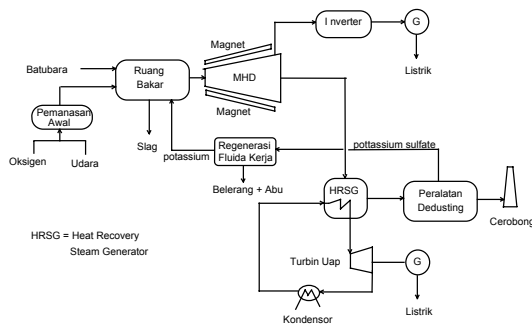 I nverter
G
Magnet
Listrik
Batubara
Ruang
Bakar
MHD
Pemanasan
Awal
Magnet
Oksigen
Udara
Slag
potassium
Regenerasi
Fluida Kerja
pottassium sulfate
Belerang + Abu
HRSG
Peralatan
Dedusting
Cerobong
HRSG = Heat Recovery
Steam Generator
Turbin Uap
G
Listrik
Kondensor